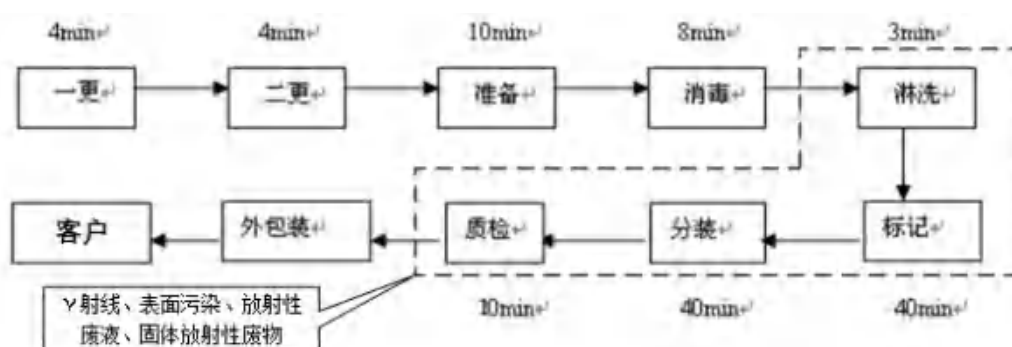 4min 4min 10min 8min 3min
一更 二更 准备 消毒 淋洗
客户 外包装 质检 分装 标记
γ射线、表面污染、放射性
废液、固体放射性废物
10min 40min 40min